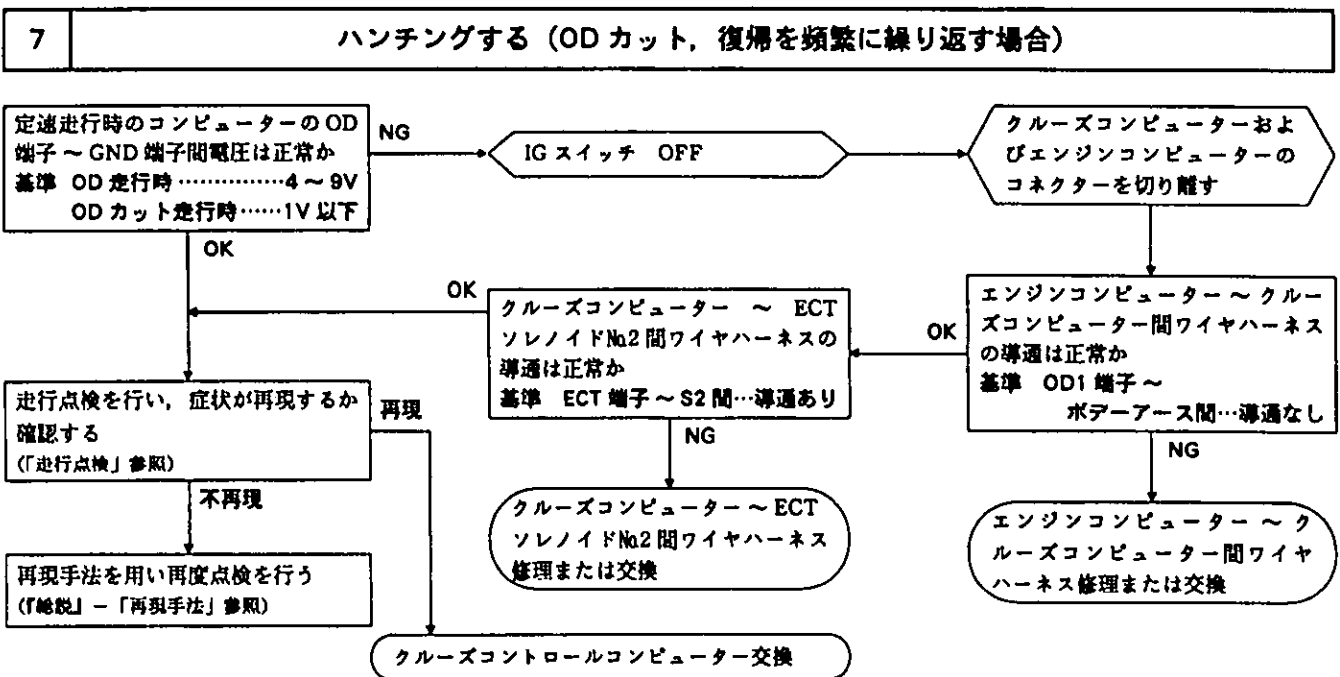 7
ハンチングする（OD カット，復帰を頻繁に繰り返す場合）
定速走行時のコンピューターの OD
端子 ～ GND 端子間電圧は正常か
基準 OD 走行時……………4 ～ 9V
OD カット走行時……1V 以下
NG
IG スイッチ OFF
クルーズコンピューターおよ
びエンジンコンピューターの
コネクターを切り離す
OK
エンジンコンピューター ～ クルー
ズコンピューター間ワイヤハーネス
の導通は正常か
基準 OD1 端子 ～
ボデーアース間…導通なし
OK
クルーズコンピューター ～ ECT
ソレノイドNo.2 間ワイヤハーネスの
導通は正常か
基準 ECT 端子 ～ S2 間…導通あり
OK
走行点検を行い，症状が再現するか
確認する
(「走行点検」参照)
再現
NG
NG
不再現
クルーズコンピューター ～ ECT
ソレノイドNo.2 間ワイヤハーネス
修理または交換
エンジンコンピューター ～ ク
ルーズコンピューター間ワイヤ
ハーネス修理または交換
再現手法を用い再度点検を行う
(『総説』－「再現手法」参照)
クルーズコントロールコンピューター交換